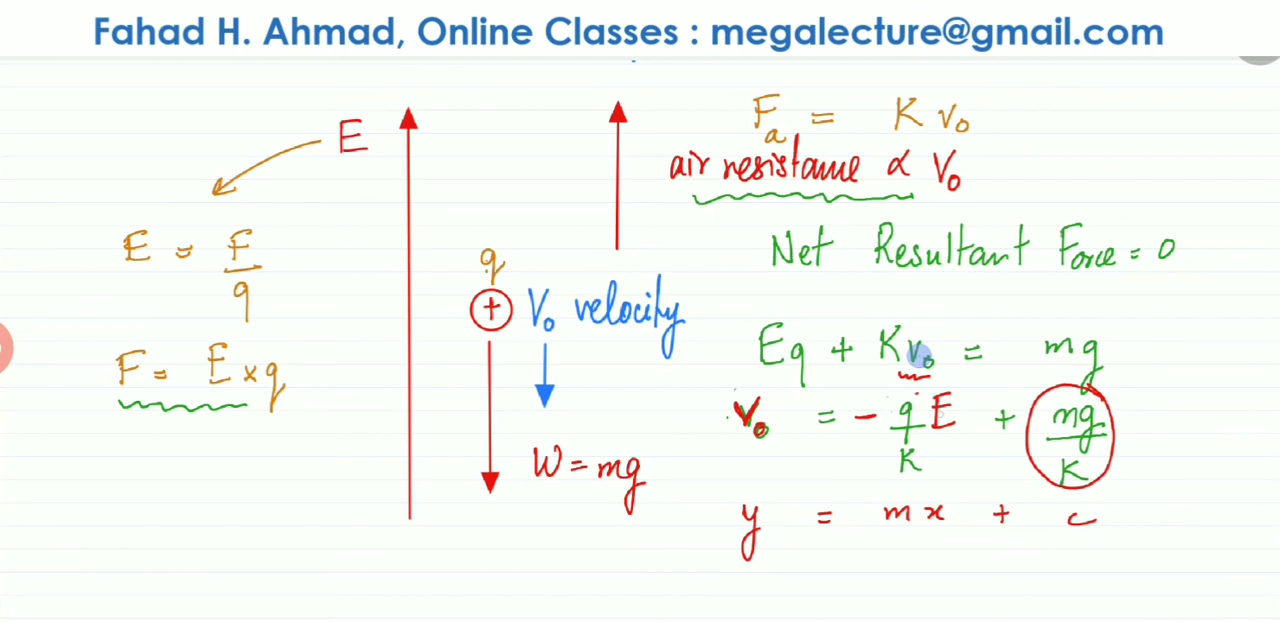 Fahad H. Ahmad, Online Classes : megalecture@gmail.com
E
E = F
q
F = E × q
q
+
V₀ velocity
W = mg
Fₐ = K v₀
air resistame ∝ V₀
Net Resultant Force = 0
Eq + Kv₀ = mg
v₀ = - q/K E + mg/K
y = mx + c